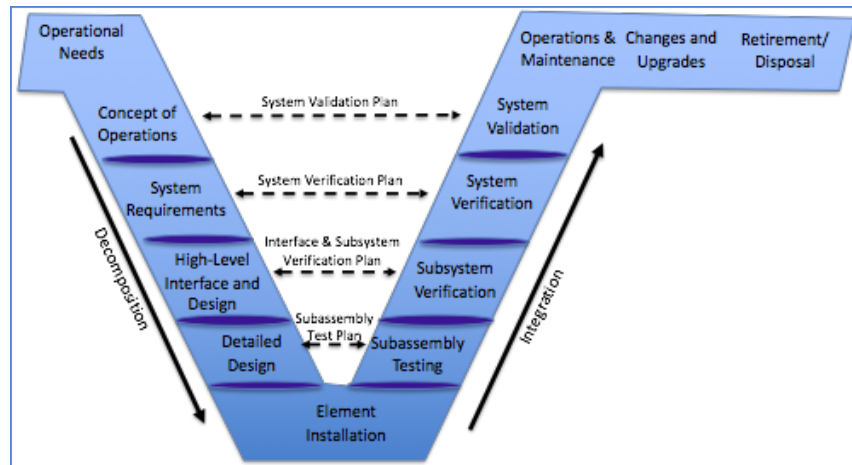 Operational
Needs
Operations &
Maintenance
Changes and
Upgrades
Retirement/
Disposal
Concept of
Operations
System Validation Plan
System
Validation
System
Requirements
System Verification Plan
System
Verification
Decomposition
High-Level
Interface and
Design
Interface & Subsystem
Verification Plan
Subsystem
Verification
Integration
Detailed
Design
Subassembly
Test Plan
Subassembly
Testing
Element
Installation